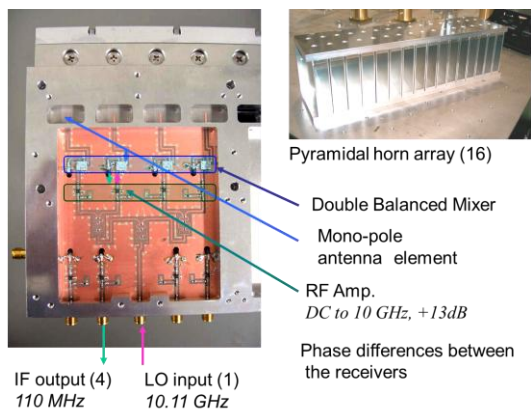 Pyramidal horn array (16)
Double Balanced Mixer
Mono-pole
antenna element
RF Amp.
DC to 10 GHz, +13dB
Phase differences between
the receivers
IF output (4)
110 MHz
LO input (1)
10.11 GHz